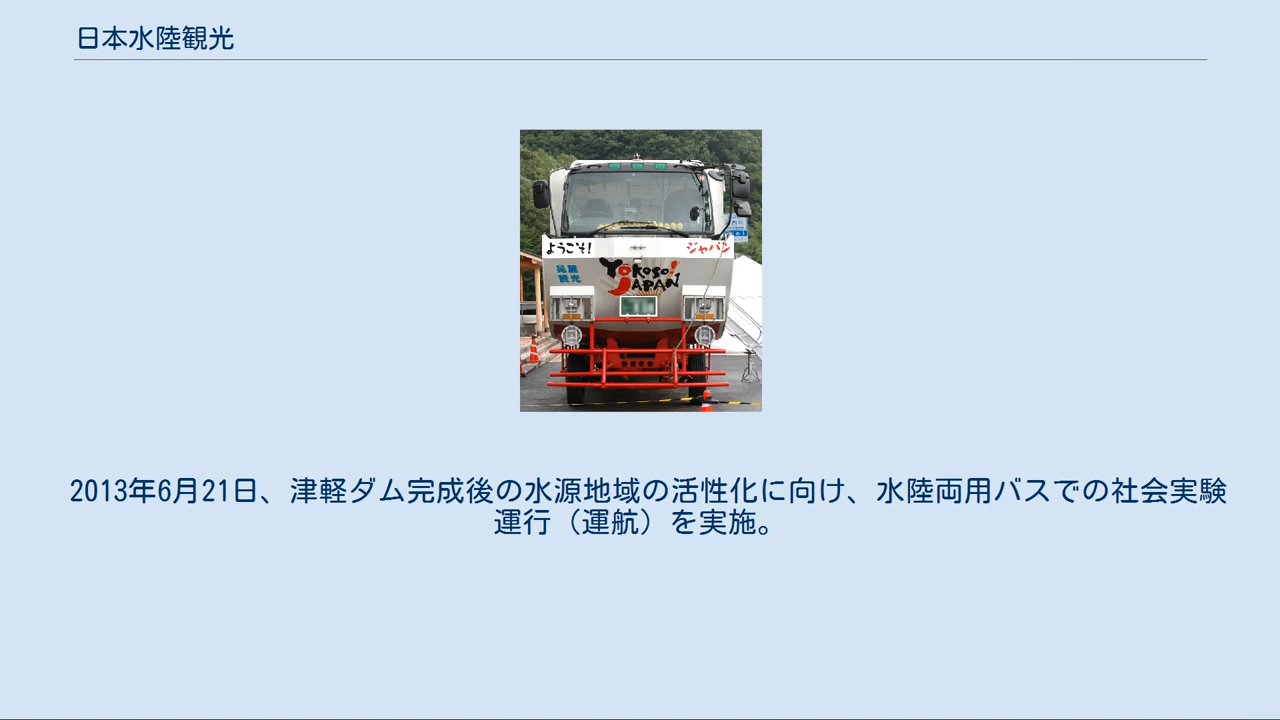 日本水陸観光
ようこそ!
ジャパン
Yōkoso!
JAPAN
観光
2013年6月21日、津軽ダム完成後の水源地域の活性化に向け、水陸両用バスでの社会実験
運行（運航）を実施。